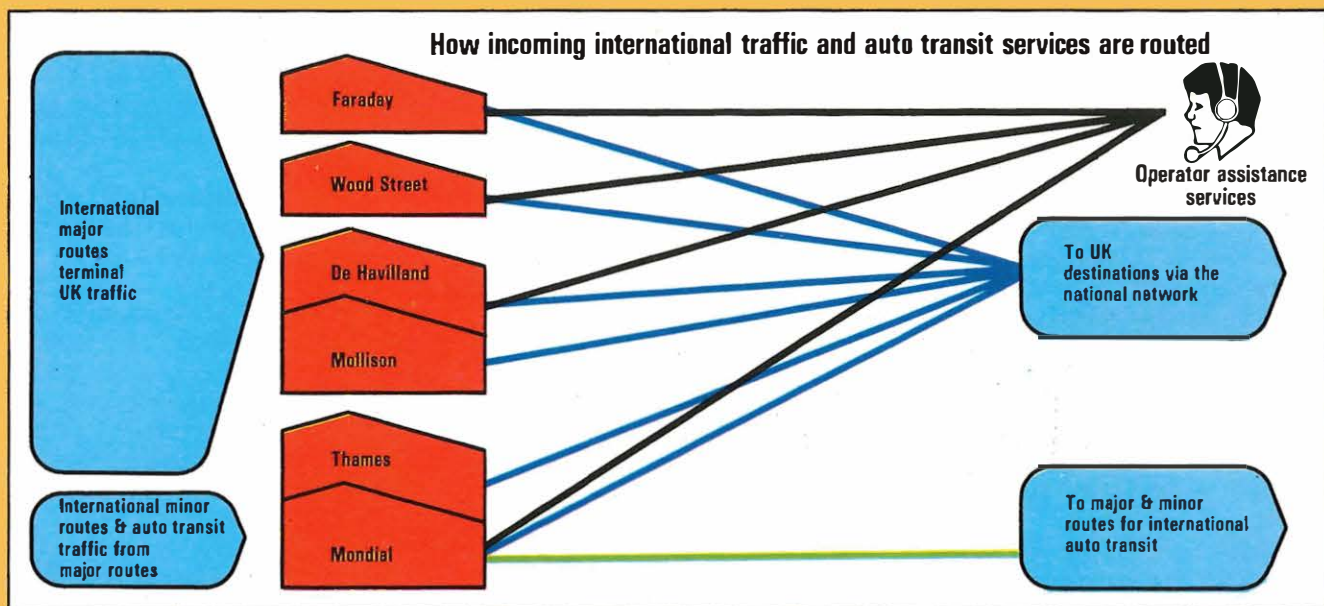 How incoming international traffic and auto transit services are routed
International
major
routes
terminal
UK traffic
International minor
routes & auto transit
traffic from
major routes
Faraday
Wood Street
De Havilland
Mollison
Thames
Mondial
Operator assistance
services
To UK
destinations via the
national network
To major & minor
routes for international
auto transit